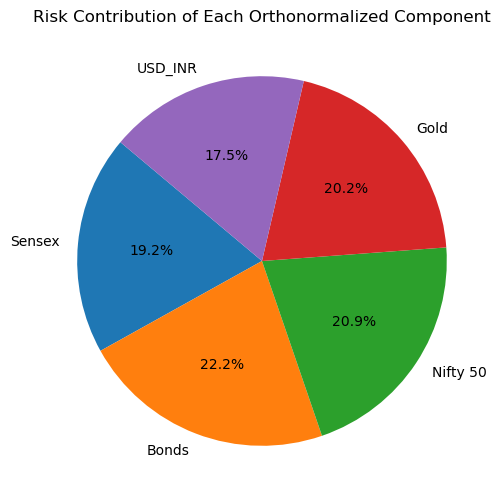 Risk Contribution of Each Orthonormalized Component
USD_INR
Gold
17.5%
20.2%
Sensex
19.2%
20.9%
22.2%
Nifty 50
Bonds